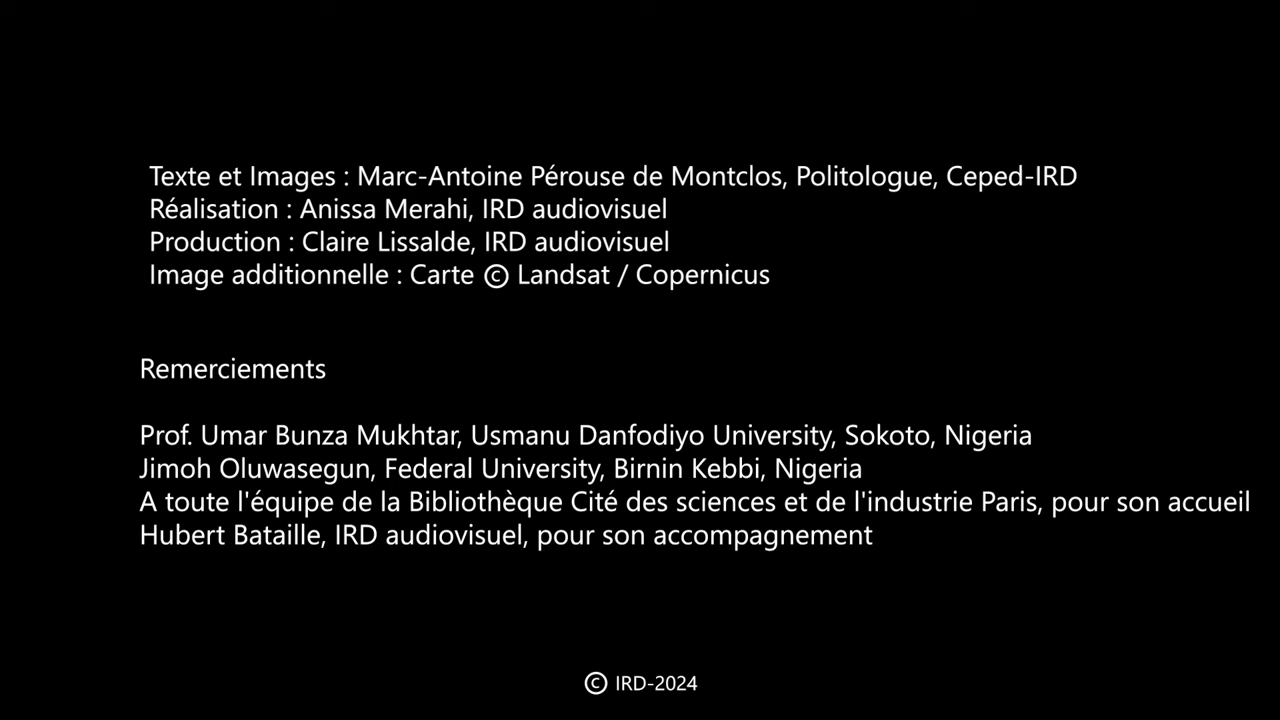 Texte et Images : Marc-Antoine Pérouse de Montclos, Politologue, Ceped-IRD
Réalisation : Anissa Merahi, IRD audiovisuel
Production : Claire Lissalde, IRD audiovisuel
Image additionnelle : Carte © Landsat / Copernicus
Remerciements
Prof. Umar Bunza Mukhtar, Usmanu Danfodiyo University, Sokoto, Nigeria
Jimoh Oluwasegun, Federal University, Birnin Kebbi, Nigeria
A toute l'équipe de la Bibliothèque Cité des sciences et de l'industrie Paris, pour son accueil
Hubert Bataille, IRD audiovisuel, pour son accompagnement
© IRD-2024